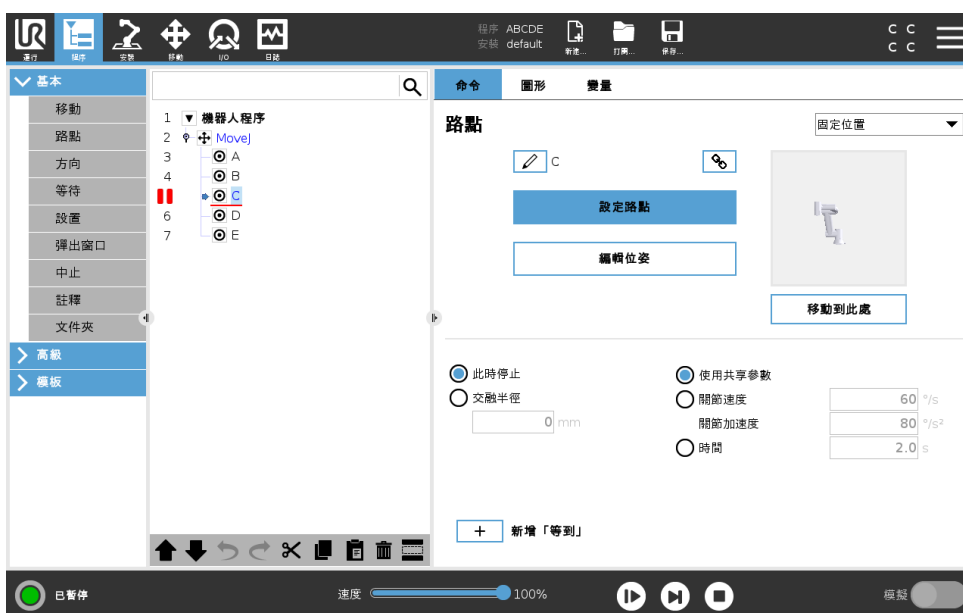 程序 ABCDE
安裝 default
運行
程序
安裝
移動
I/O
日誌
新建...
打開...
保存...
C C
C C
基本
移動
路點
方向
等待
設置
彈出窗口
中止
註釋
文件夾
高級
模板
1 ▼ 機器人程序
2 MoveJ
3 A
4 B
C
6 D
7 E
命令 圖形 變量
路點
固定位置
C
設定路點
編輯位姿
移動到此處
此時停止
交融半徑
0 mm
使用共享參數
關節速度 60 °/s
關節加速度 80 °/s²
時間 2.0 s
+ 新增「等到」
已暫停
速度 100%
模擬